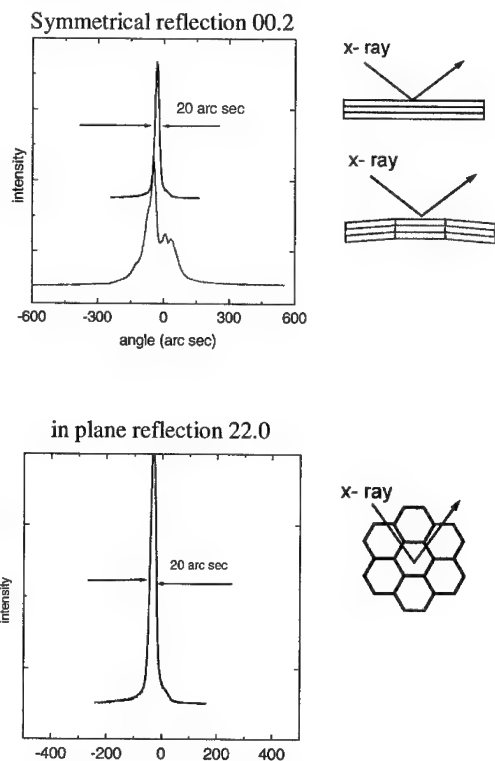 Symmetrical reflection 00.2
x- ray
20 arc sec
intensity
x- ray
-600 -300 0 300 600
angle (arc sec)
in plane reflection 22.0
x- ray
20 arc sec
intensity
-400 -200 0 200 400